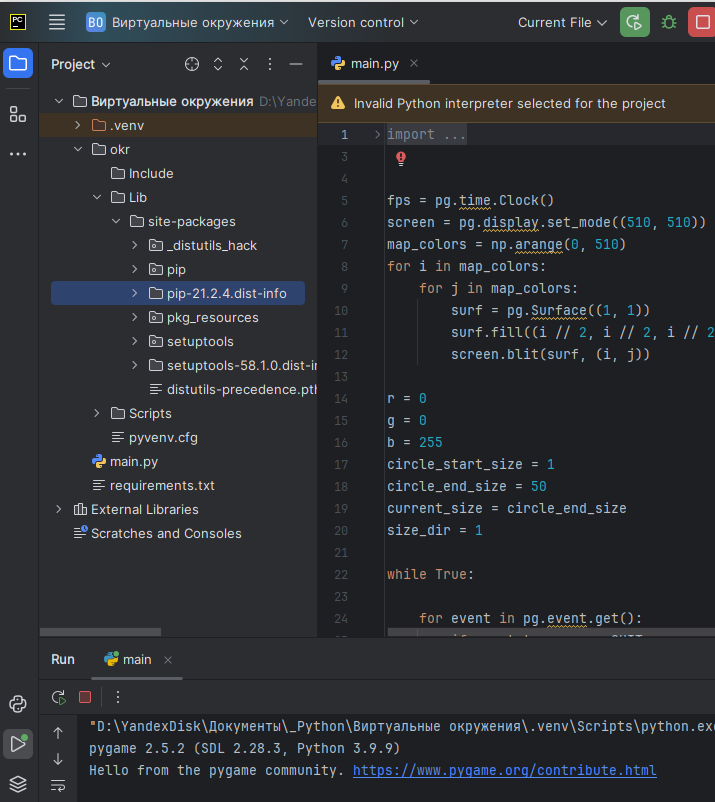 PC
ВО Виртуальные окружения Version control Current File
Project
main.py
Виртуальные окружения D:\Yande
.venv
okr
Include
Lib
site-packages
_distutils_hack
pip
pip-21.2.4.dist-info
pkg_resources
setuptools
setuptools-58.1.0.dist-ir
distutils-precedence.pth
Scripts
pyvenv.cfg
main.py
requirements.txt
External Libraries
Scratches and Consoles
Invalid Python interpreter selected for the project
1 import ...
3
4
5 fps = pg.time.Clock()
6 screen = pg.display.set_mode((510, 510))
7 map_colors = np.arange(0, 510)
8 for i in map_colors:
9 for j in map_colors:
10 surf = pg.Surface((1, 1))
11 surf.fill((i // 2, i // 2, i // 2
12 screen.blit(surf, (i, j))
13
14 r = 0
15 g = 0
16 b = 255
17 circle_start_size = 1
18 circle_end_size = 50
19 current_size = circle_end_size
20 size_dir = 1
21
22 while True:
23
24 for event in pg.event.get():
Run main
"D:\YandexDisk\Документы\_Python\Виртуальные окружения\.venv\Scripts\python.exe
pygame 2.5.2 (SDL 2.28.3, Python 3.9.9)
Hello from the pygame community. https://www.pygame.org/contribute.html